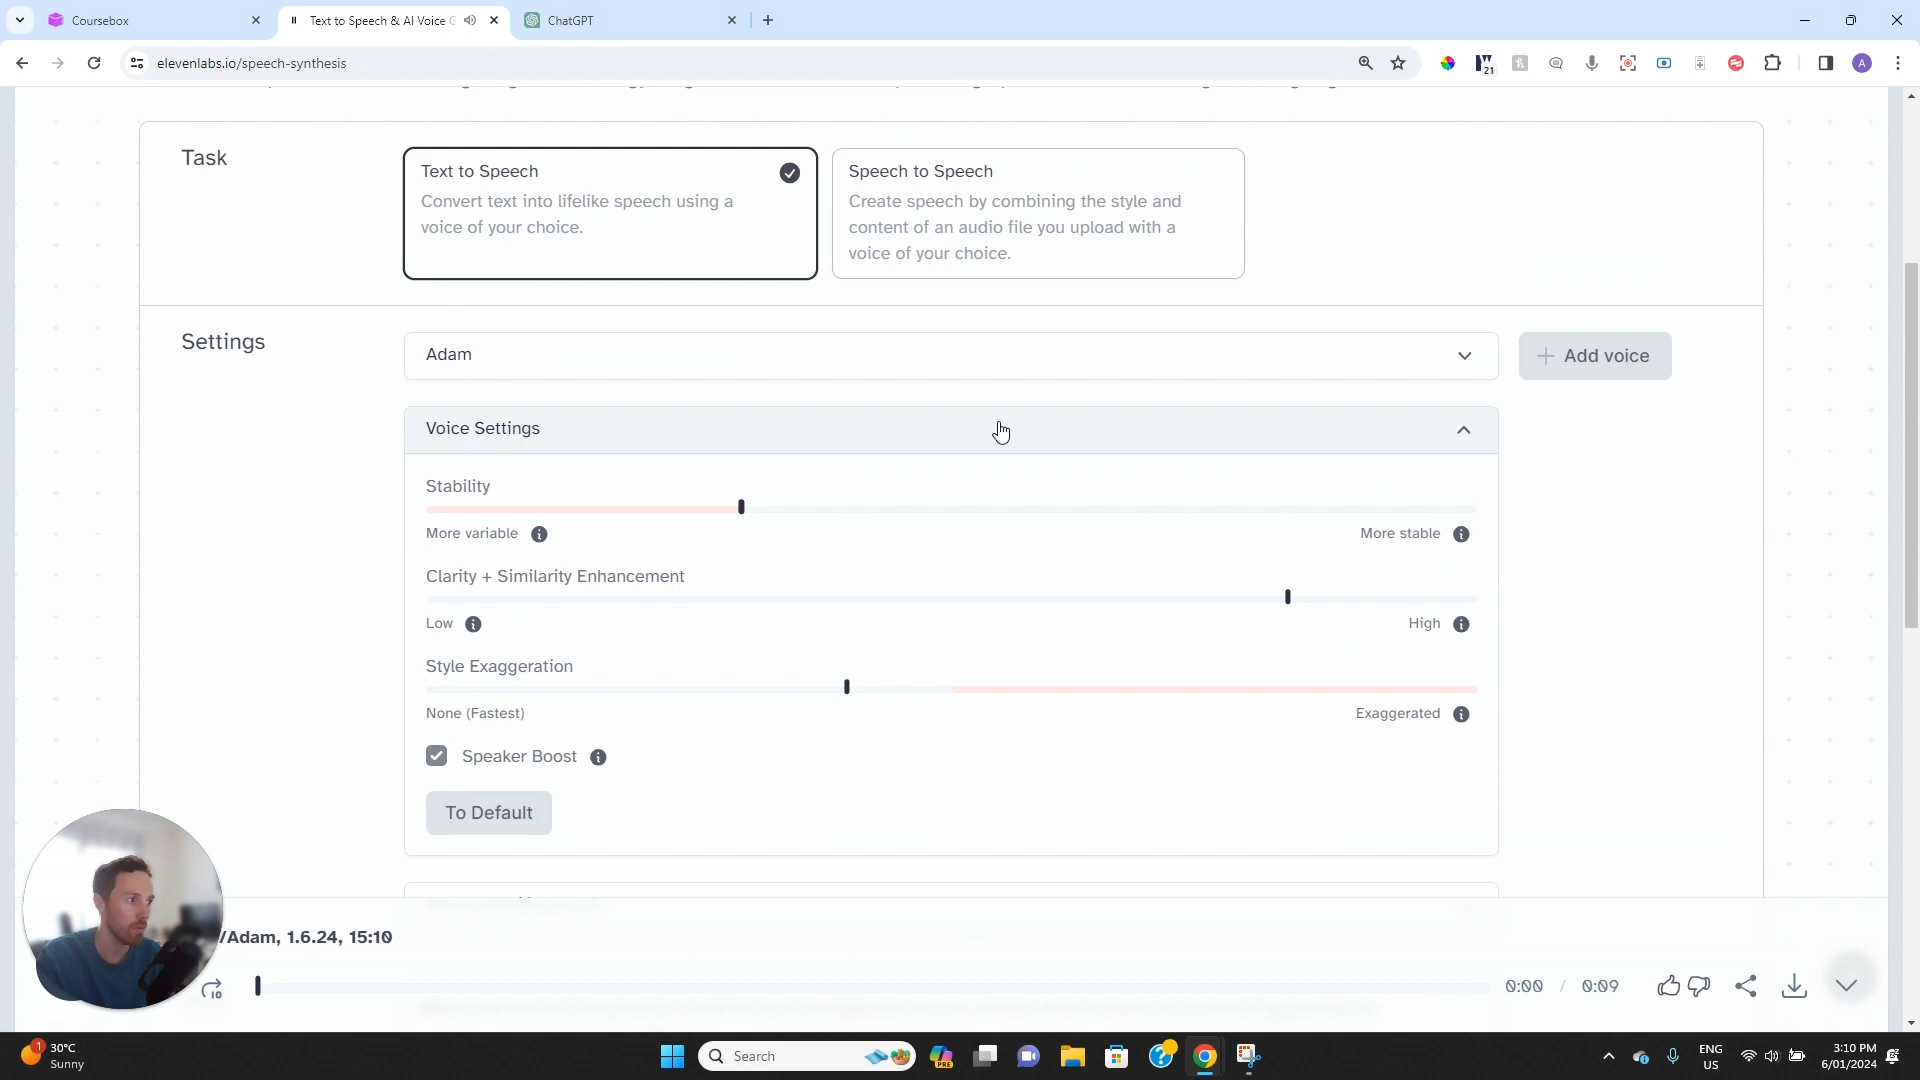 Coursebox
Text to Speech & AI Voice G
ChatGPT
elevenlabs.io/speech-synthesis
21
A
Task
Text to Speech
Convert text into lifelike speech using a
voice of your choice.
Speech to Speech
Create speech by combining the style and
content of an audio file you upload with a
voice of your choice.
Settings
Adam
+ Add voice
Voice Settings
Stability
More variable
More stable
Clarity + Similarity Enhancement
Low
High
Style Exaggeration
None (Fastest)
Exaggerated
Speaker Boost
To Default
/Adam, 1.6.24, 15:10
10
0:00 / 0:09
1
30°C
Sunny
Search
PRE
ENG
US
3:10 PM
6/01/2024